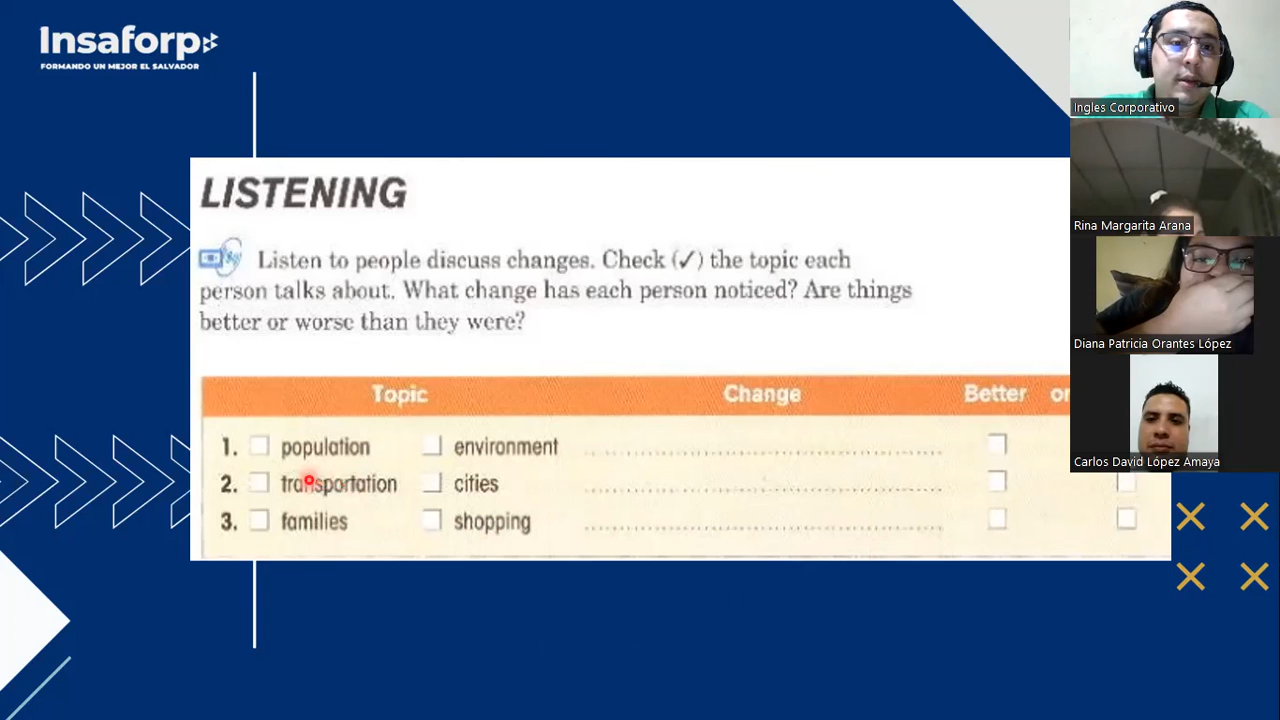 Insaforp
FORMANDO UN MEJOR EL SALVADOR
LISTENING
Listen to people discuss changes. Check (✓) the topic each
person talks about. What change has each person noticed? Are things
better or worse than they were?
Topic Change Better or
1. population environment
2. transportation cities
3. families shopping
Ingles Corporativo
Rina Margarita Arana
Diana Patricia Orantes López
Carlos David López Amaya